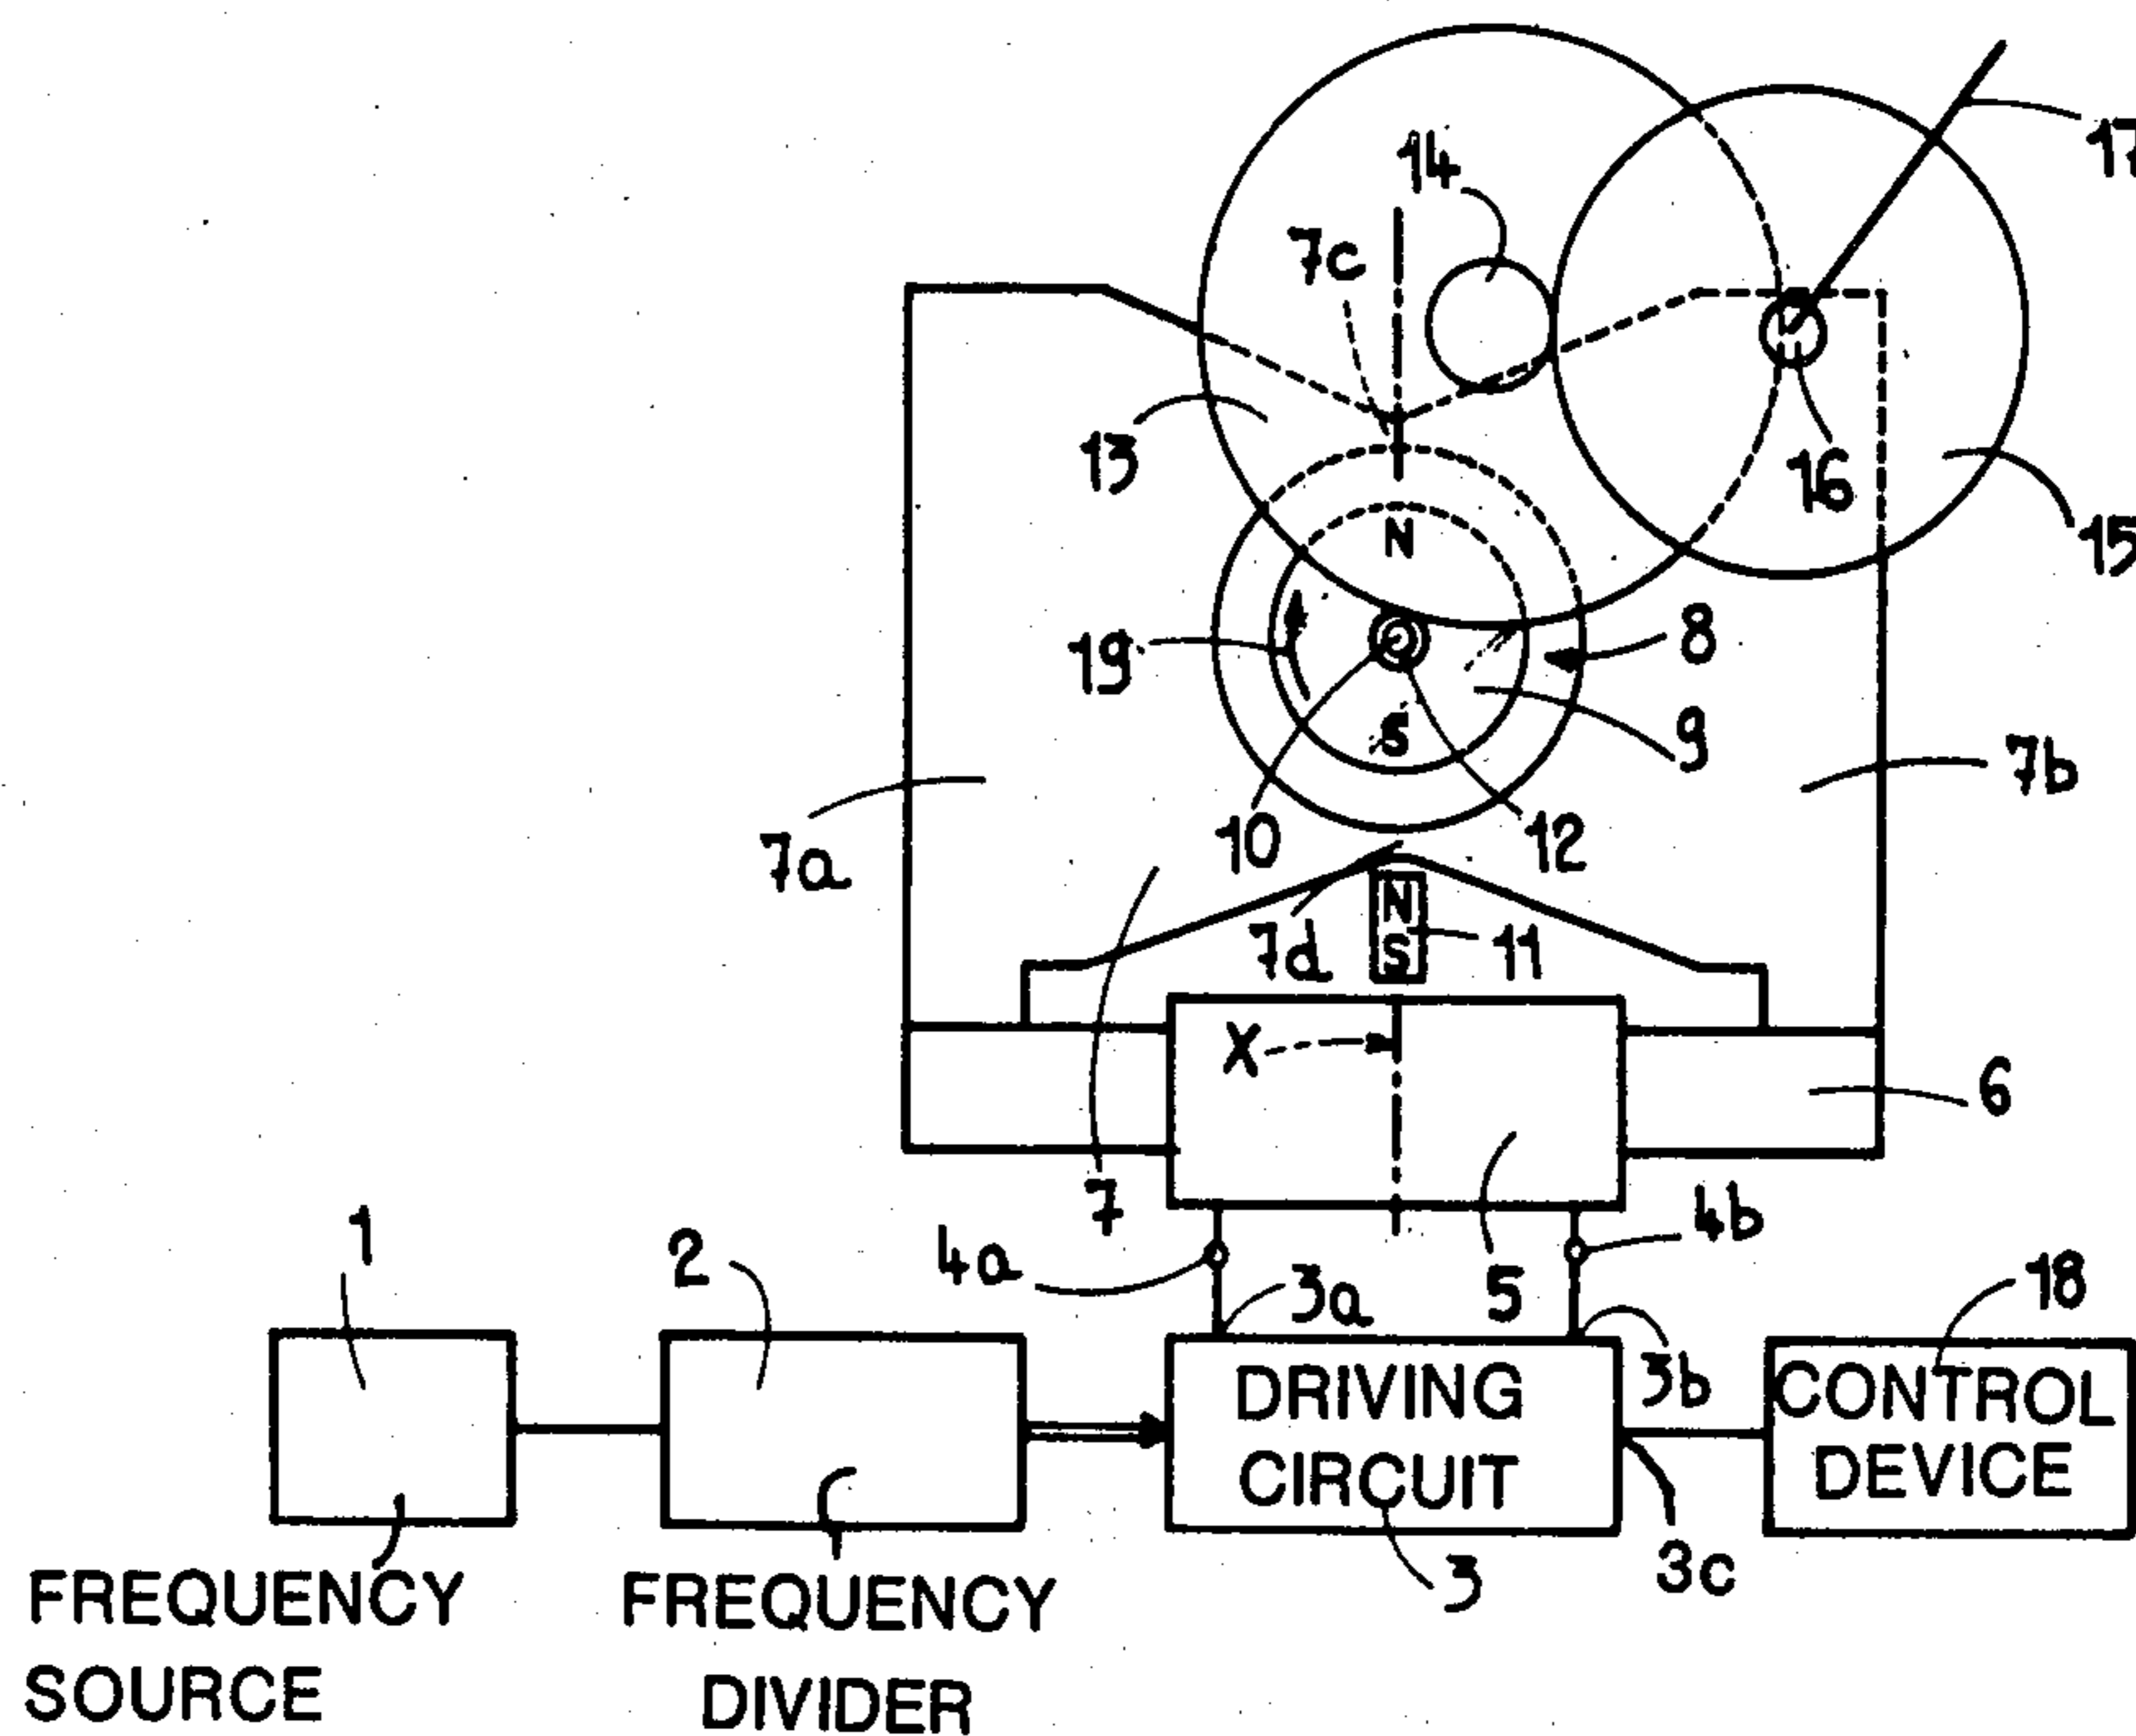 17
14
7c
13
16
15
N
19
8
S
9
7b
10
12
7a
N
7d
S
11
X
6
7
4b
1
2
4a
3a
5
18
DRIVING
CIRCUIT
3b
CONTROL
DEVICE
3
3c
FREQUENCY
SOURCE
FREQUENCY
DIVIDER